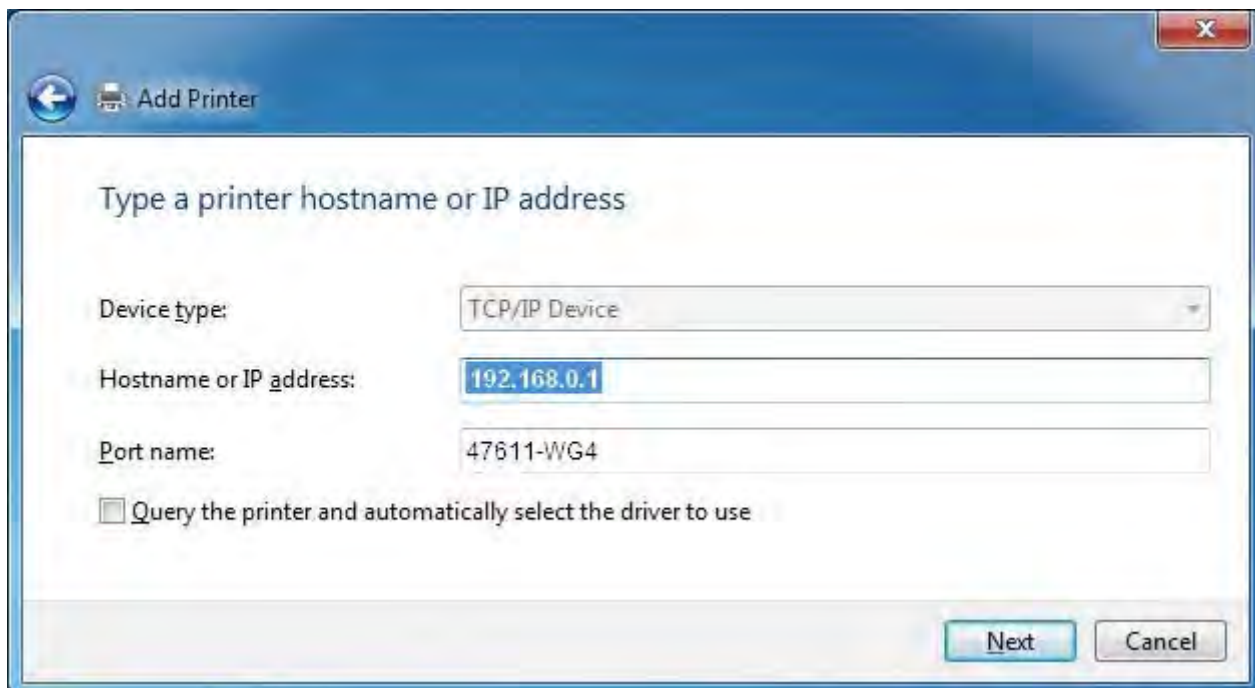 Add Printer
Type a printer hostname or IP address
Device type: TCP/IP Device
Hostname or IP address: 192.168.0.1
Port name: 47611-WG4
Query the printer and automatically select the driver to use
Next Cancel